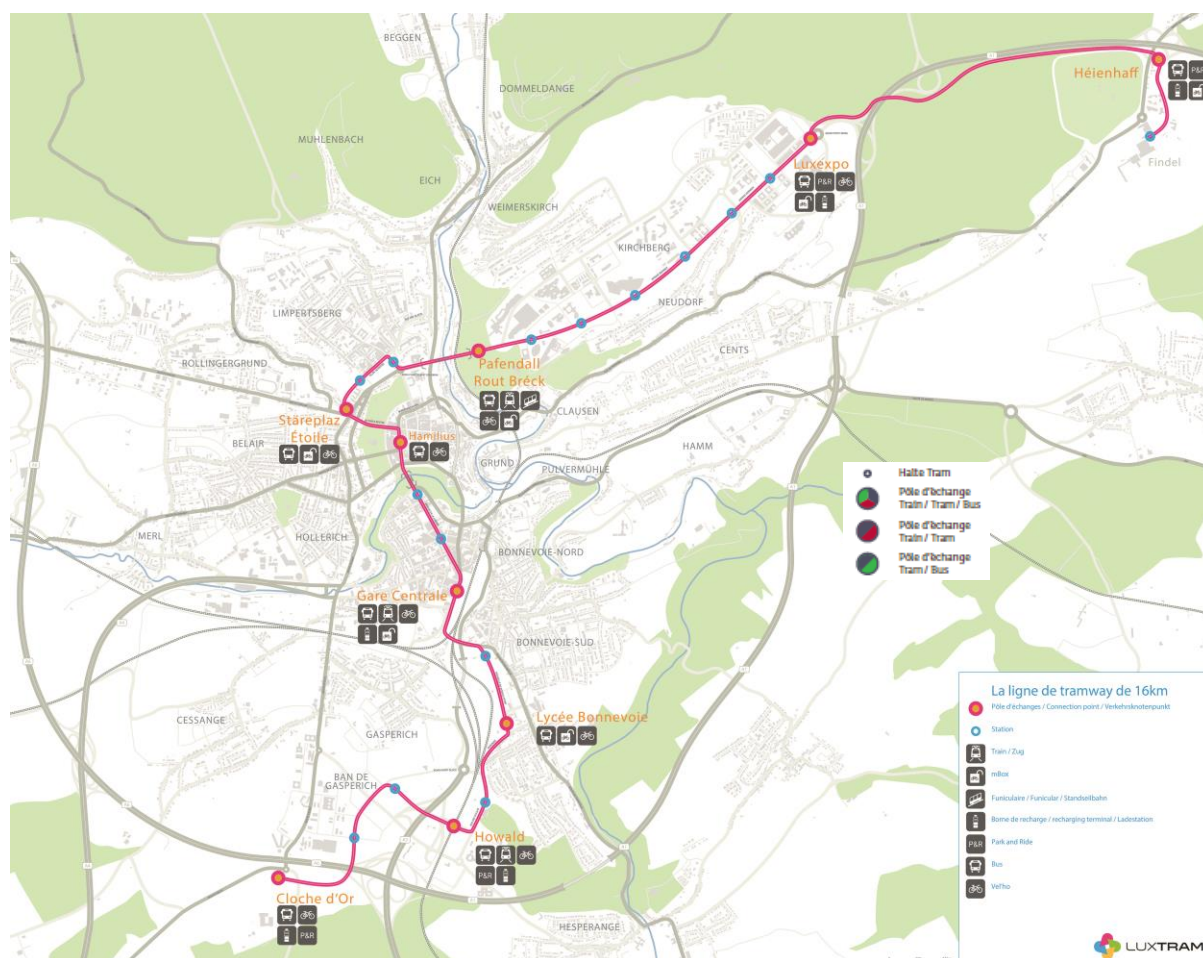 BEGGEN
DOMMELDANGE
MUHLENBACH
EICH
WEIMERSKIRCH
KIRCHBERG
NEUDORF
LIMPERTSBERG
ROLLINGERGRUND
CENTS
CLAUSEN
BELAIR
HAMM
GRUND
PULVERMÜHLE
MERL
HOLLERICH
BONNEVOIE-NORD
BONNEVOIE-SUD
CESSANGE
GASPERICH
BAN DE
GASPERICH
HESPERANGE
Héienhaff
P&R
Findel
Luxexpo
P&R
Pafendall
Rout Bréck
Stäreplaz
Étoile
Hamilius
Gare Centrale
Lycée Bonnevoie
Howald
P&R
Cloche d'Or
P&R
Halte Tram
Pôle d'échange
Train / Tram / Bus
Pôle d'échange
Train / Tram
Pôle d'échange
Tram / Bus
La ligne de tramway de 16km
Pôle d'échanges / Connection point / Verkehrsknotenpunkt
Station
Train / Zug
mBox
Funiculaire / Funicular / Standseilbahn
Borne de recharge / recharging terminal / Ladestation
P&R Park and Ride
Bus
Vel'ho
LUXTRAM